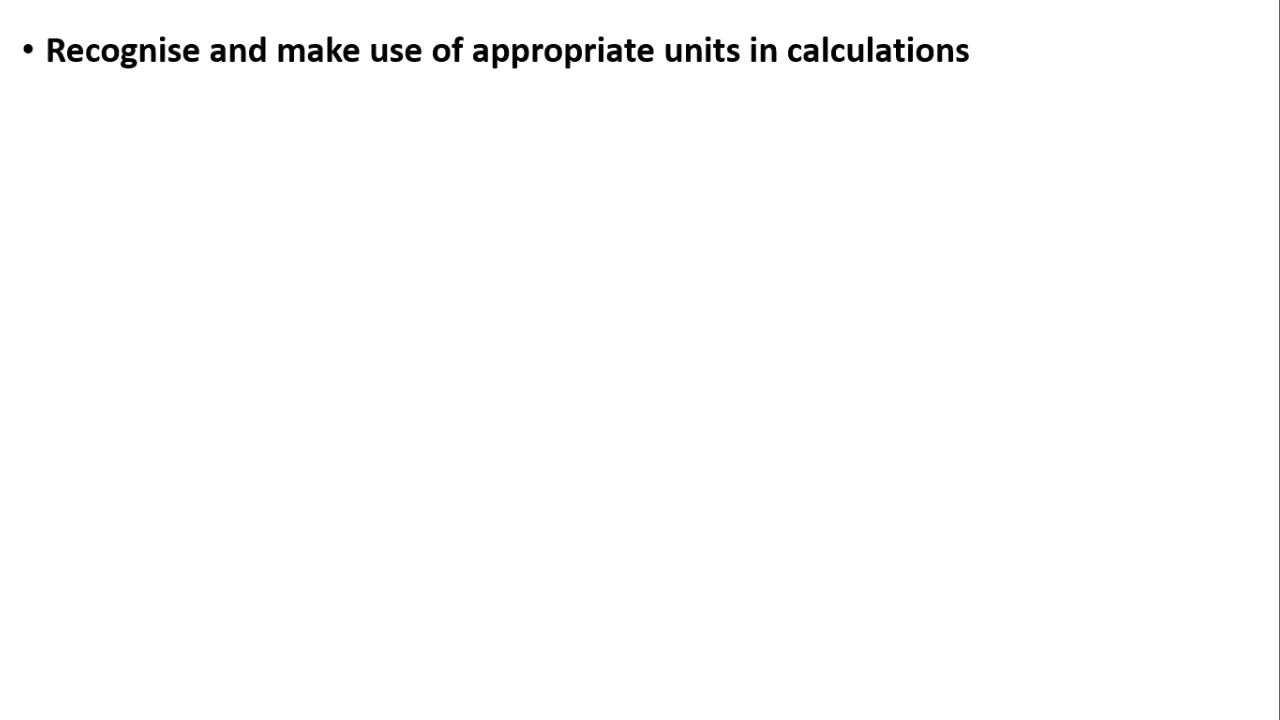 • Recognise and make use of appropriate units in calculations